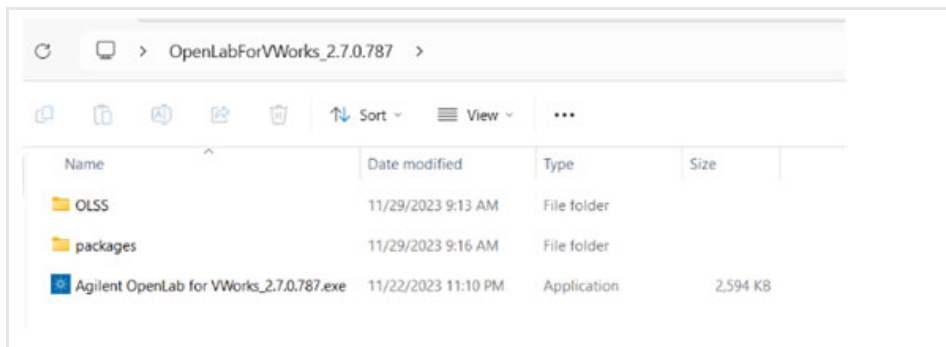 OpenLabForVWorks_2.7.0.787
Sort View
Name Date modified Type Size
OLSS 11/29/2023 9:13 AM File folder
packages 11/29/2023 9:16 AM File folder
Agilent OpenLab for VWorks_2.7.0.787.exe 11/22/2023 11:10 PM Application 2,594 KB